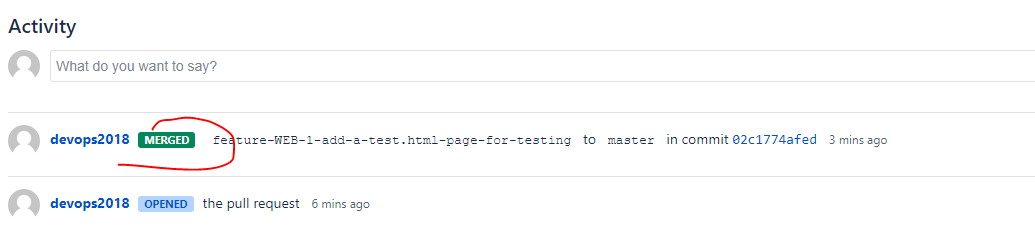 Activity
What do you want to say?
devops2018 MERGED feature-WEB-1-add-a-test.html-page-for-testing to master in commit 02c1774afed 3 mins ago
devops2018 OPENED the pull request 6 mins ago